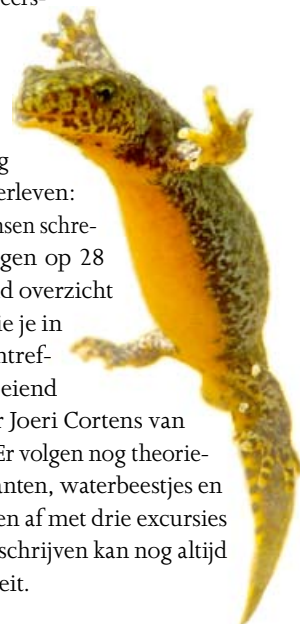 g
erleven:
nsen schre-
gen op 28
d overzicht
ie je in
ntref-
eiend
r Joeri Cortens van
Er volgen nog theorie-
anten, waterbeestjes en
en af met drie excursies
schrijven kan nog altijd
eit.